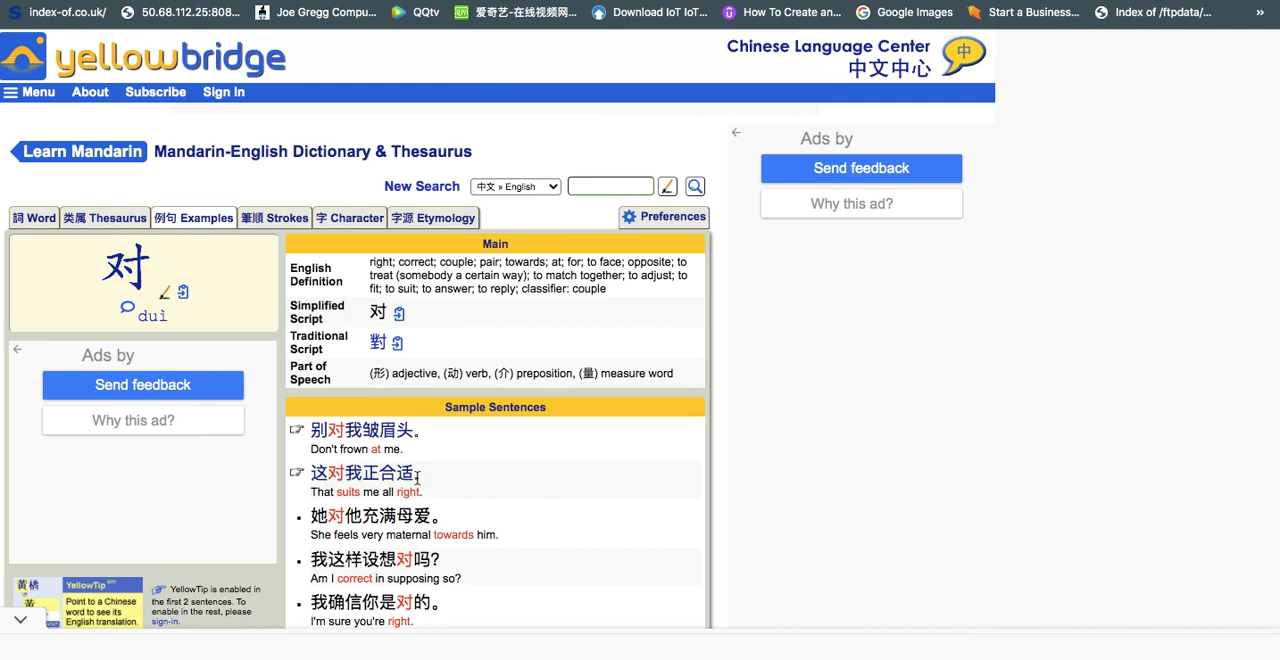 index-of.co.uk/ 50.68.112.25:808... Joe Gregg Compu... QQtv 爱奇艺-在线视频网... Download IoT IoT... How To Create an... Google Images Start a Business... Index of /ftpdata/... »
yellowbridge
Chinese Language Center
中文中心
中
Menu About Subscribe Sign In
Learn Mandarin Mandarin-English Dictionary & Thesaurus
New Search 中文 » English
詞 Word 类属 Thesaurus 例句 Examples 筆順 Strokes 字 Character 字源 Etymology Preferences
对
duì
Main
English Definition
right; correct; couple; pair; towards; at; for; to face; opposite; to
treat (somebody a certain way); to match together; to adjust; to
fit; to suit; to answer; to reply; classifier: couple
Simplified Script
对
Traditional Script
對
Part of Speech
(形) adjective, (动) verb, (介) preposition, (量) measure word
Sample Sentences
别对我皱眉头。
Don't frown at me.
这对我正合适。
That suits me all right.
她对他充满母爱。
She feels very maternal towards him.
我这样设想对吗?
Am I correct in supposing so?
我确信你是对的。
I'm sure you're right.
Ads by
Send feedback
Why this ad?
黃橋
黃
YellowTip
Point to a Chinese
word to see its
English translation.
YellowTip is enabled in
the first 2 sentences. To
enable in the rest, please
sign-in.
Ads by
Send feedback
Why this ad?